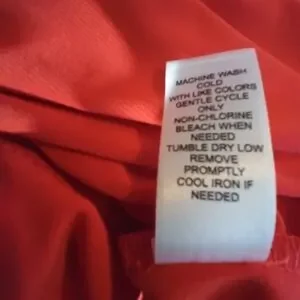 MACHINE WASH
COLD
WITH LIKE COLORS
GENTLE CYCLE
ONLY
NON-CHLORINE
BLEACH WHEN
NEEDED
TUMBLE DRY LOW
REMOVE
PROMPTLY
COOL IRON IF
NEEDED